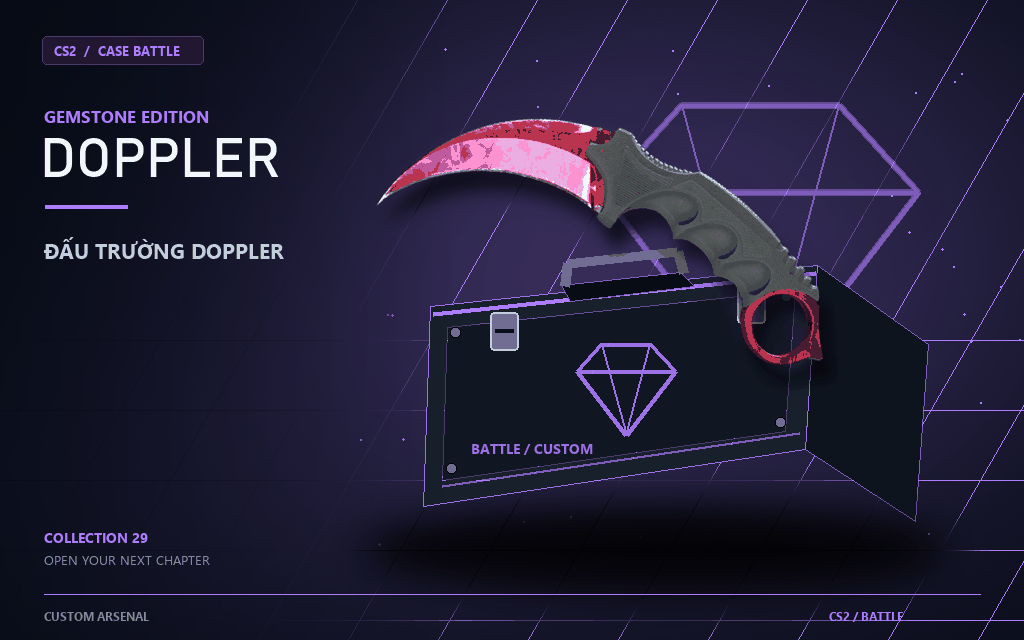 CS2 / CASE BATTLE
GEMSTONE EDITION
DOPPLER
ĐẤU TRƯỜNG DOPPLER
BATTLE / CUSTOM
COLLECTION 29
OPEN YOUR NEXT CHAPTER
CUSTOM ARSENAL
CS2 / BATTLE